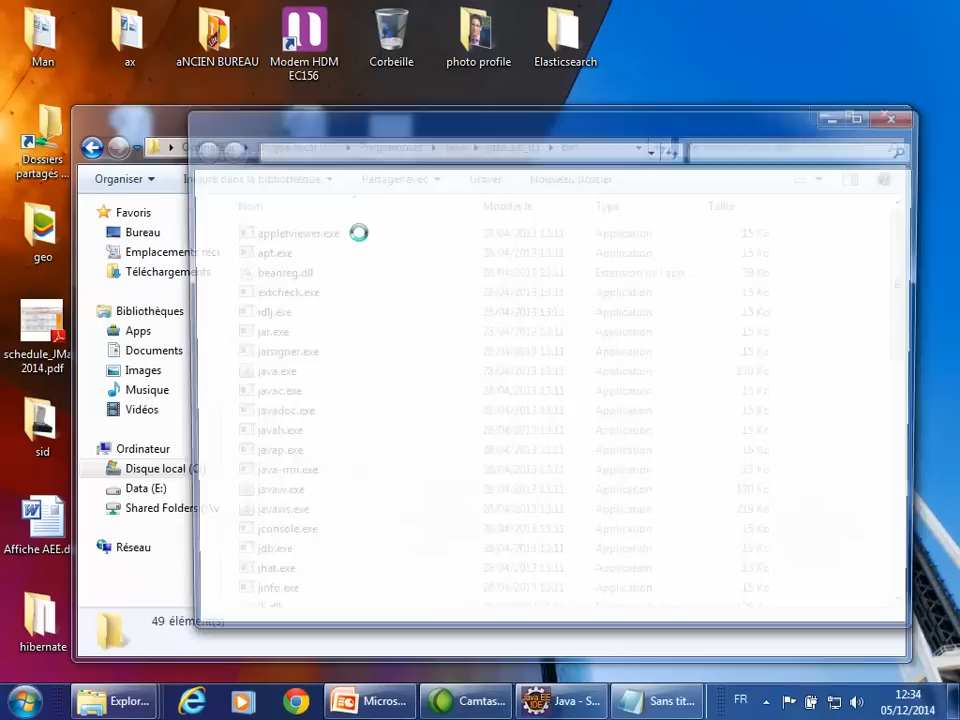 Man
ax
aNCIEN BUREAU
Modem HDM
EC156
Corbeille
photo profile
Elasticsearch
Dossiers
partagés ...
geo
schedule_JMa
2014.pdf
sid
Affiche AEE.d
hibernate
Organiser
Inclure dans la bibliothèque
Partager avec
Graver
Nouveau dossier
Favoris
Bureau
Emplacements réc
Téléchargements
Bibliothèques
Apps
Documents
Images
Musique
Vidéos
Ordinateur
Disque local (C
Data (E:)
Shared Folders (\\v
Réseau
Nom
Modifié le
Type
Taille
appletviewer.exe
28/04/2013 13:11
Application
15 Ko
apt.exe
28/04/2013 13:11
Application
15 Ko
beanreg.dll
28/04/2013 13:11
Extension de l'app...
extcheck.exe
28/04/2013 13:11
Application
15 Ko
idlj.exe
28/04/2013 13:11
Application
15 Ko
jar.exe
28/04/2013 13:11
Application
15 Ko
jarsigner.exe
28/04/2013 13:11
Application
15 Ko
java.exe
28/04/2013 13:11
Application
170 Ko
javac.exe
28/04/2013 13:11
Application
15 Ko
javadoc.exe
28/04/2013 13:11
Application
15 Ko
javah.exe
28/04/2013 13:11
Application
15 Ko
javap.exe
28/04/2013 13:11
Application
15 Ko
java-rmi.exe
28/04/2013 13:11
Application
15 Ko
javaw.exe
28/04/2013 13:11
Application
170 Ko
javaws.exe
28/04/2013 13:11
Application
219 Ko
jconsole.exe
28/04/2013 13:11
Application
15 Ko
jdb.exe
28/04/2013 13:11
Application
15 Ko
jhat.exe
28/04/2013 13:11
Application
15 Ko
jinfo.exe
28/04/2013 13:11
Application
15 Ko
49 élément(s)
Explor...
Micros...
Camtas...
Java - S...
Sans tit...
FR
12:34
05/12/2014